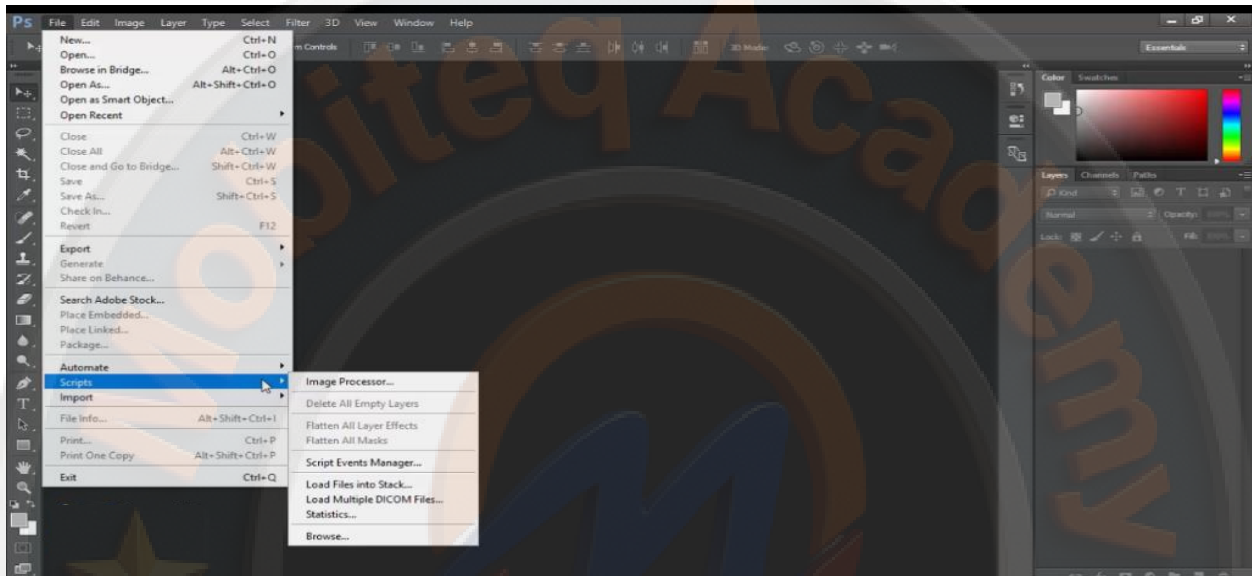 Ps File Edit Image Layer Type Select Filter 3D View Window Help
m Controls 3D Mode: Essentials
New... Ctrl+N
Open... Ctrl+O
Browse in Bridge... Alt+Ctrl+O
Open As... Alt+Shift+Ctrl+O
Open as Smart Object...
Open Recent
Close Ctrl+W
Close All Alt+Ctrl+W
Close and Go to Bridge... Shift+Ctrl+W
Save Ctrl+S
Save As... Shift+Ctrl+S
Check In...
Revert F12
Export
Generate
Share on Behance...
Search Adobe Stock...
Place Embedded...
Place Linked...
Package...
Automate
Scripts
Import
File Info... Alt+Shift+Ctrl+I
Print... Ctrl+P
Print One Copy Alt+Shift+Ctrl+P
Exit Ctrl+Q
Image Processor...
Delete All Empty Layers
Flatten All Layer Effects
Flatten All Masks
Script Events Manager...
Load Files into Stack...
Load Multiple DICOM Files...
Statistics...
Browse...
Color Swatches
Layers Channels Paths
Kind
Normal Opacity:
Lock: Fill:
Mobiteq Academy